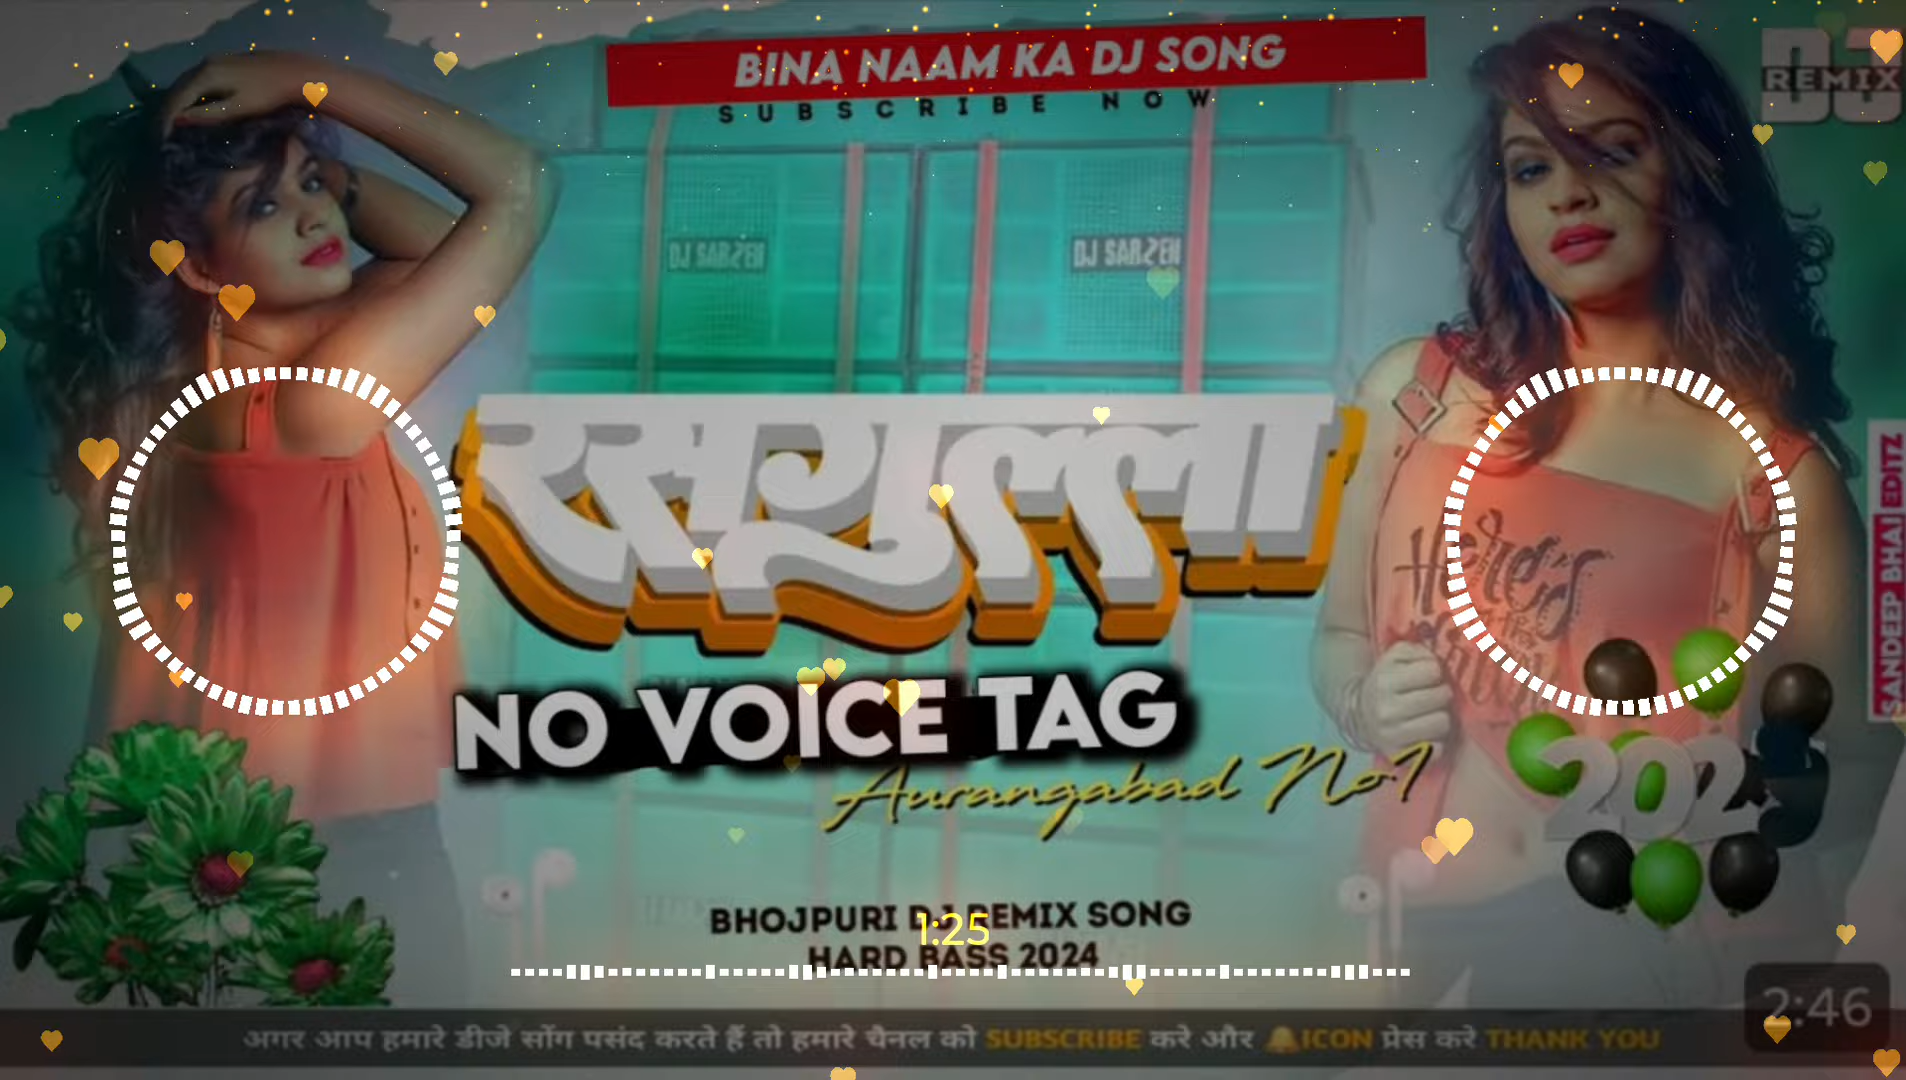 BINA NAAM KA DJ SONG
SUBSCRIBE NOW
DJ
REMIX
DJ SARZEN
DJ SARZEN
रसगुल्ला
NO VOICE TAG
Aurangabad No1
SANDEEP BHAI EDITZ
202
BHOJPURI DJ REMIX SONG
1:25
HARD BASS 2024
2:46
अगर आप हमारे डीजे सोंग पसंद करते हैं तो हमारे चैनल को SUBSCRIBE करे और ICON प्रेस करे THANK YOU